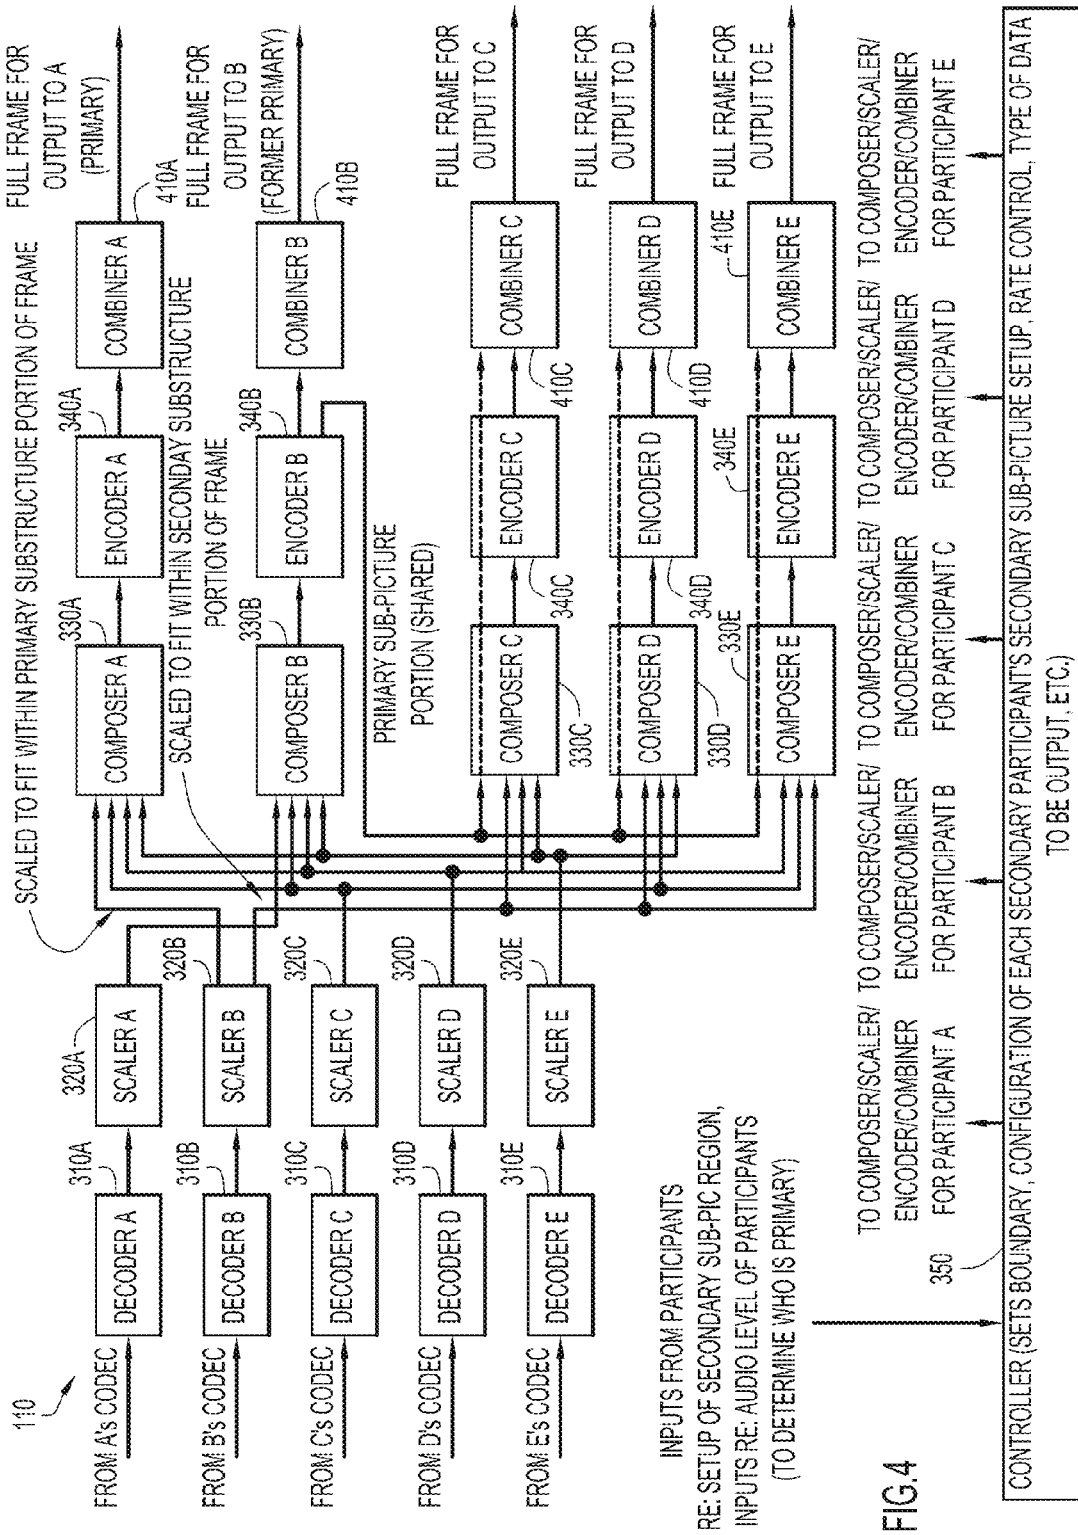 110
FROM A's CODEC
DECODER A
310A
SCALER A
320A
FROM B's CODEC
DECODER B
310B
SCALER B
320B
FROM C's CODEC
DECODER C
310C
SCALER C
320C
FROM D's CODEC
DECODER D
310D
SCALER D
320D
FROM E's CODEC
DECODER E
310E
SCALER E
320E
SCALED TO FIT WITHIN PRIMARY SUBSTRUCTURE PORTION OF FRAME
330A
COMPOSER A
340A
ENCODER A
COMBINER A
410A
FULL FRAME FOR
OUTPUT TO A
(PRIMARY)
SCALED TO FIT WITHIN SECONDAY SUBSTRUCTURE
PORTION OF FRAME
330B
COMPOSER B
340B
ENCODER B
COMBINER B
410B
FULL FRAME FOR
OUTPUT TO B
(FORMER PRIMARY)
PRIMARY SUB-PICTURE
PORTION (SHARED)
COMPOSER C
330C
ENCODER C
340C
COMBINER C
410C
FULL FRAME FOR
OUTPUT TO C
COMPOSER D
330D
ENCODER D
340D
COMBINER D
410D
FULL FRAME FOR
OUTPUT TO D
330E
COMPOSER E
340E
ENCODER E
410E
COMBINER E
FULL FRAME FOR
OUTPUT TO E
INPUTS FROM PARTICIPANTS
RE: SETUP OF SECONDARY SUB-PIC REGION,
INPUTS RE: AUDIO LEVEL OF PARTICIPANTS
(TO DETERMINE WHO IS PRIMARY)
TO COMPOSER/SCALER/
ENCODER/COMBINER
FOR PARTICIPANT A
TO COMPOSER/SCALER/
ENCODER/COMBINER
FOR PARTICIPANT B
TO COMPOSER/SCALER/
ENCODER/COMBINER
FOR PARTICIPANT C
TO COMPOSER/SCALER/
ENCODER/COMBINER
FOR PARTICIPANT D
TO COMPOSER/SCALER/
ENCODER/COMBINER
FOR PARTICIPANT E
350
CONTROLLER (SETS BOUNDARY, CONFIGURATION OF EACH SECONDARY PARTICIPANT'S SECONDARY SUB-PICTURE SETUP, RATE CONTROL, TYPE OF DATA
TO BE OUTPUT, ETC.)
FIG.4